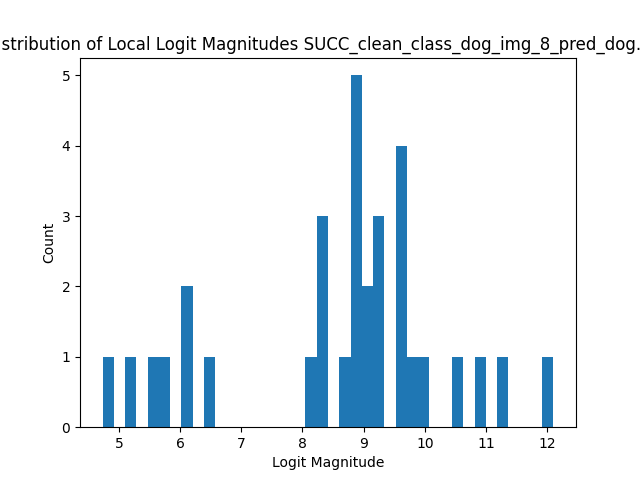 stribution of Local Logit Magnitudes SUCC_clean_class_dog_img_8_pred_dog.
5
4
3
2
1
0
Count
5 6 7 8 9 10 11 12
Logit Magnitude